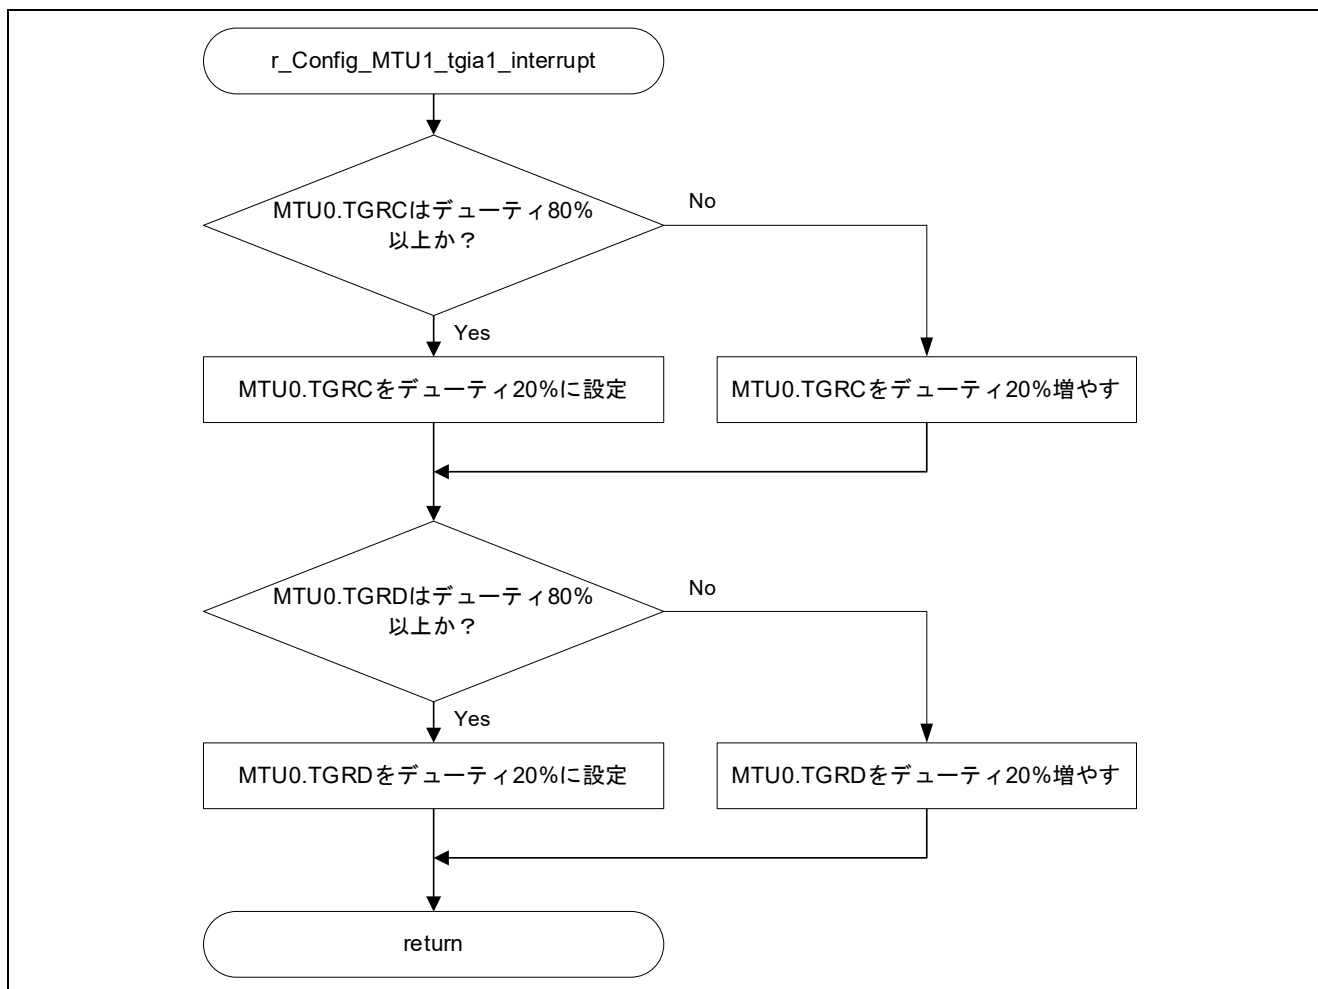 r_Config_MTU1_tgia1_interrupt
MTU0.TGRCはデューティ80%
以上か？
No
Yes
MTU0.TGRCをデューティ20%に設定
MTU0.TGRCをデューティ20%増やす
MTU0.TGRDはデューティ80%
以上か？
No
Yes
MTU0.TGRDをデューティ20%に設定
MTU0.TGRDをデューティ20%増やす
return